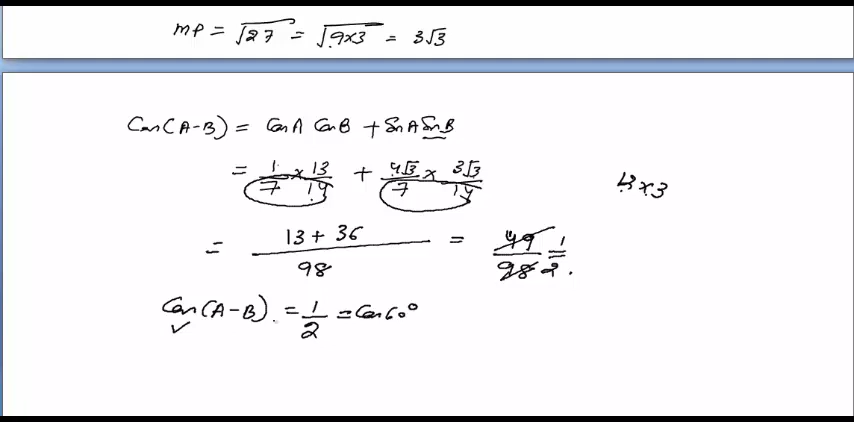 MP = √27 = √9×3 = 3√3
Cos(A-B) = CosA CosB + SinA SinB
= 1/7 × 13/14 + 4√3/7 × 3√3/14
4×3
= 13 + 36/98 = 49/98 = 1/2.
Cos(A-B) = 1/2 = Cos60°